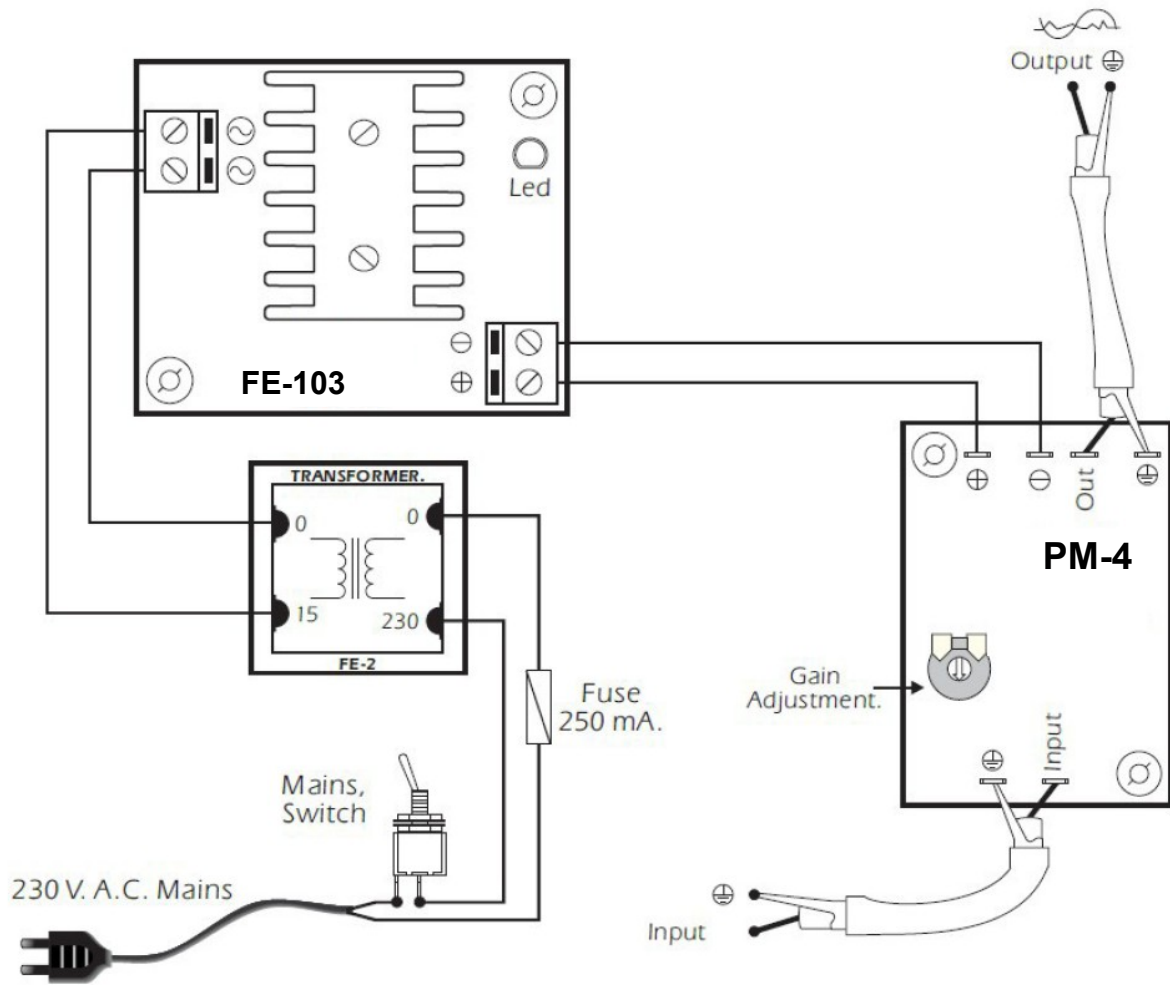 Output
Led
FE-103
TRANSFORMER.
0
0
15
230
FE-2
Out
PM-4
Gain
Adjustment.
Fuse
250 mA.
Input
Mains,
Switch
230 V. A.C. Mains
Input